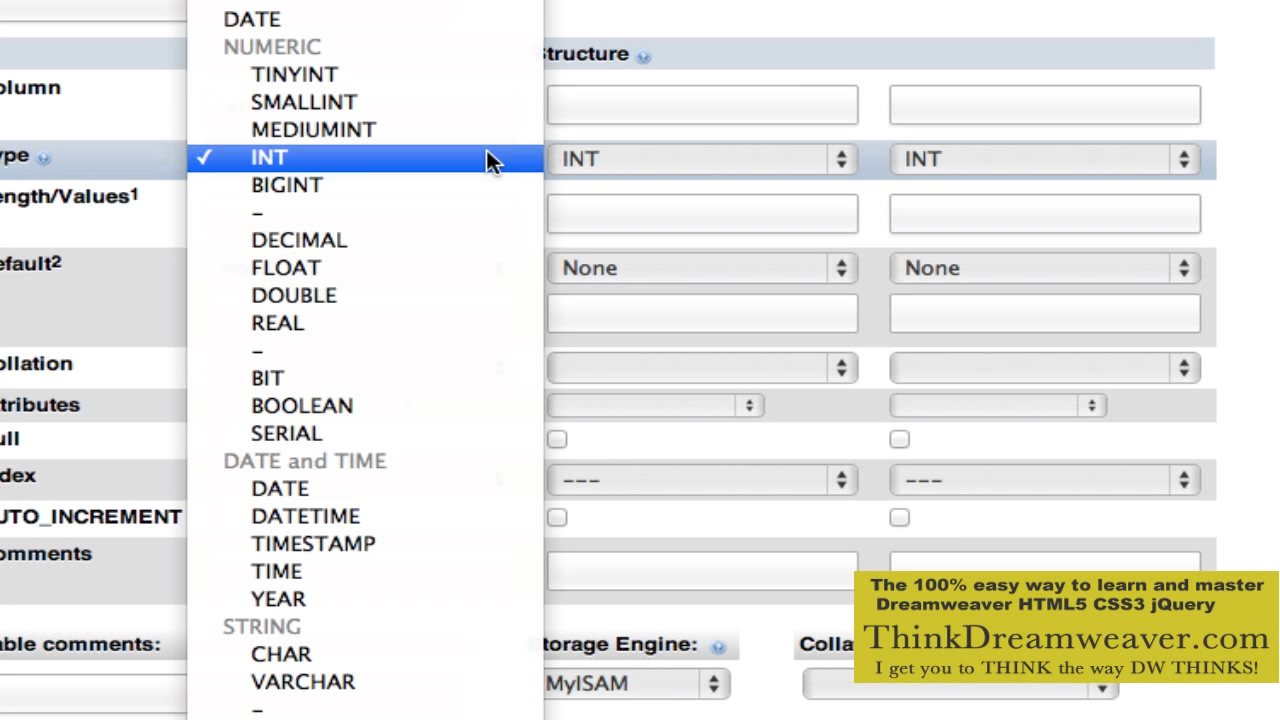 DATE
NUMERIC
TINYINT
SMALLINT
MEDIUMINT
✓ INT
BIGINT
–
DECIMAL
FLOAT
DOUBLE
REAL
–
BIT
BOOLEAN
SERIAL
DATE and TIME
DATE
DATETIME
TIMESTAMP
TIME
YEAR
STRING
CHAR
VARCHAR
–
Structure
olumn
ype INT INT
ength/Values1
efault2 None None
ollation
tributes
ull
dex --- ---
UTO_INCREMENT
omments
able comments: torage Engine: Colla
MyISAM
The 100% easy way to learn and master
Dreamweaver HTML5 CSS3 jQuery
ThinkDreamweaver.com
I get you to THINK the way DW THINKS!